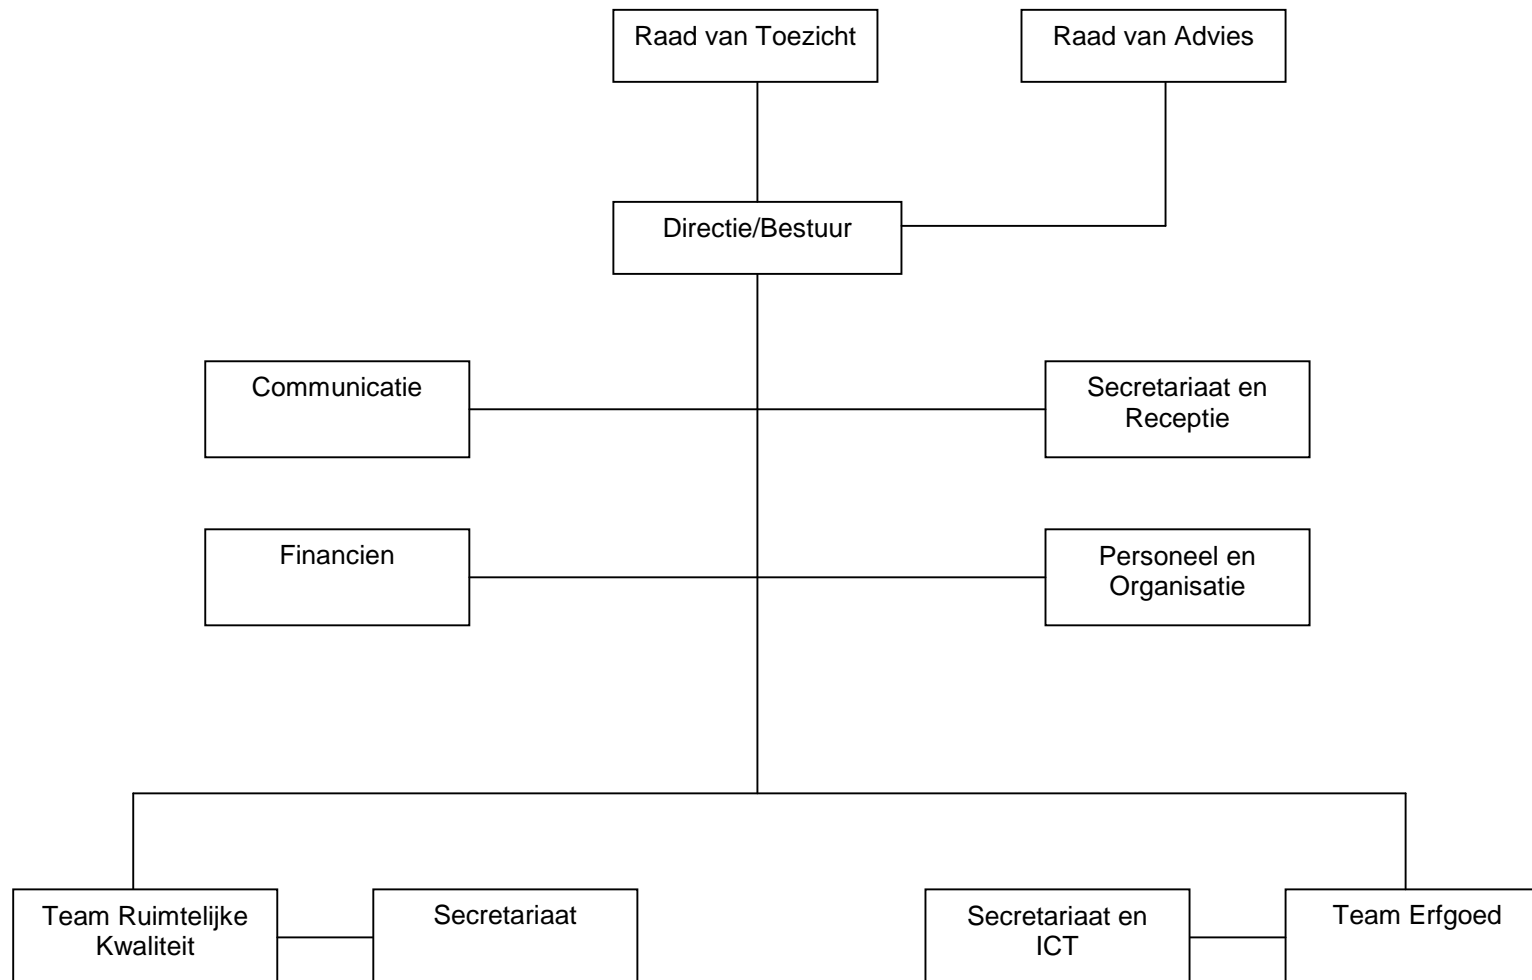 Raad van Toezicht
Raad van Advies
Directie/Bestuur
Communicatie
Secretariaat en
Receptie
Financien
Personeel en
Organisatie
Team Ruimtelijke
Kwaliteit
Secretariaat
Secretariaat en
ICT
Team Erfgoed